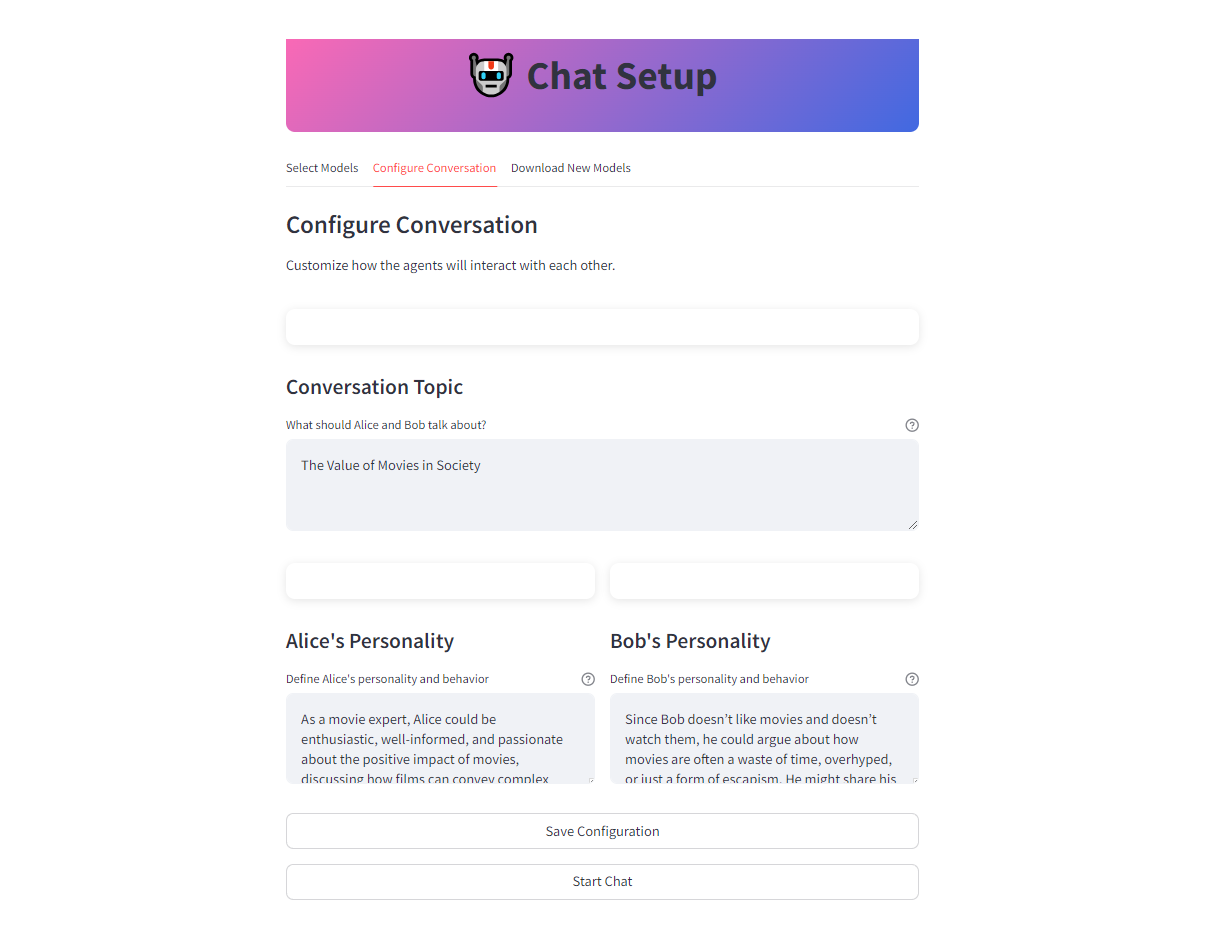 Chat Setup
Select Models Configure Conversation Download New Models
Configure Conversation
Customize how the agents will interact with each other.
Conversation Topic
What should Alice and Bob talk about?
The Value of Movies in Society
Alice's Personality
Define Alice's personality and behavior
As a movie expert, Alice could be
enthusiastic, well-informed, and passionate
about the positive impact of movies,
discussing how films can convey complex
Bob's Personality
Define Bob's personality and behavior
Since Bob doesn’t like movies and doesn’t
watch them, he could argue about how
movies are often a waste of time, overhyped,
or just a form of escapism. He might share his
Save Configuration
Start Chat